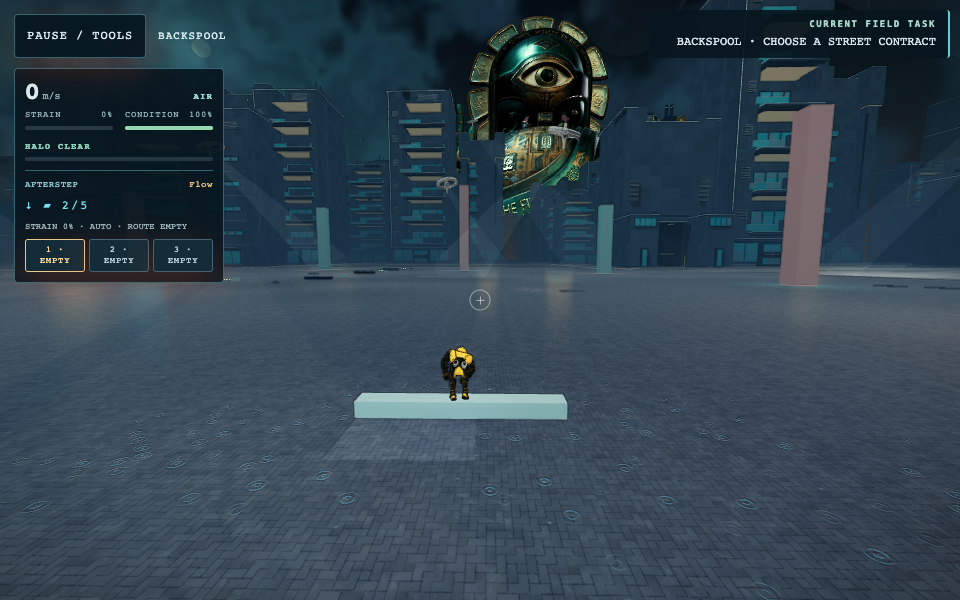 PAUSE / TOOLS
BACKSPOOL
CURRENT FIELD TASK
BACKSPOOL · CHOOSE A STREET CONTRACT
0 m/s
AIR
STRAIN 0%
CONDITION 100%
HALO CLEAR
AFTERSTEP
Flow
↓ ▰ 2/5
STRAIN 0% · AUTO · ROUTE EMPTY
1 · EMPTY
2 · EMPTY
3 · EMPTY